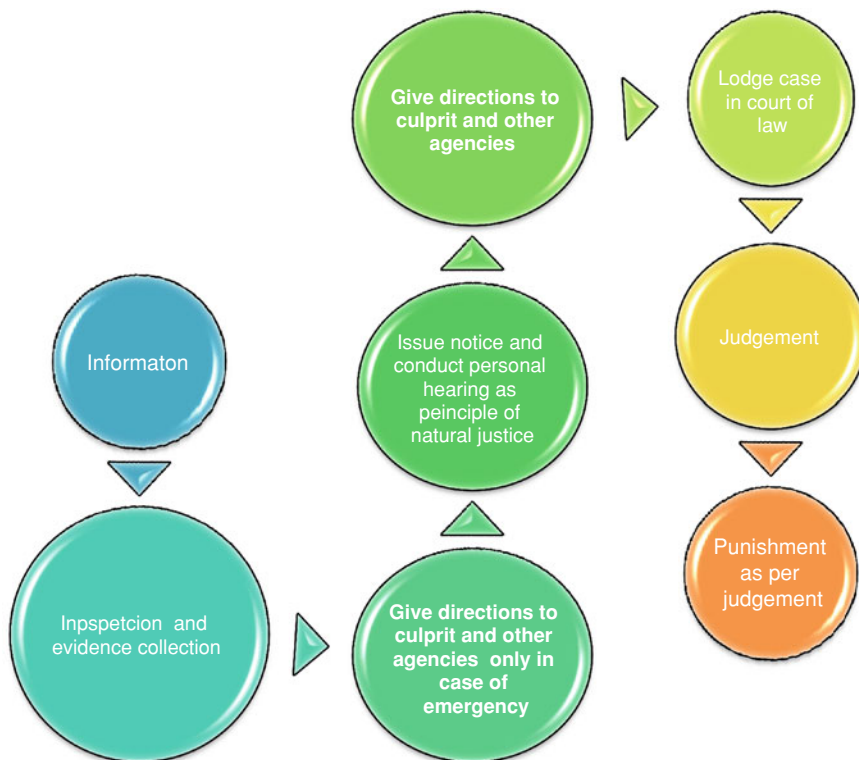 Informaton
Inpspetcion and
evidence collection
Give directions to
culprit and other
agencies only in
case of
emergency
Issue notice and
conduct personal
hearing as
peinciple of
natural justice
Give directions to
culprit and other
agencies
Lodge case
in court of
law
Judgement
Punishment
as per
judgement